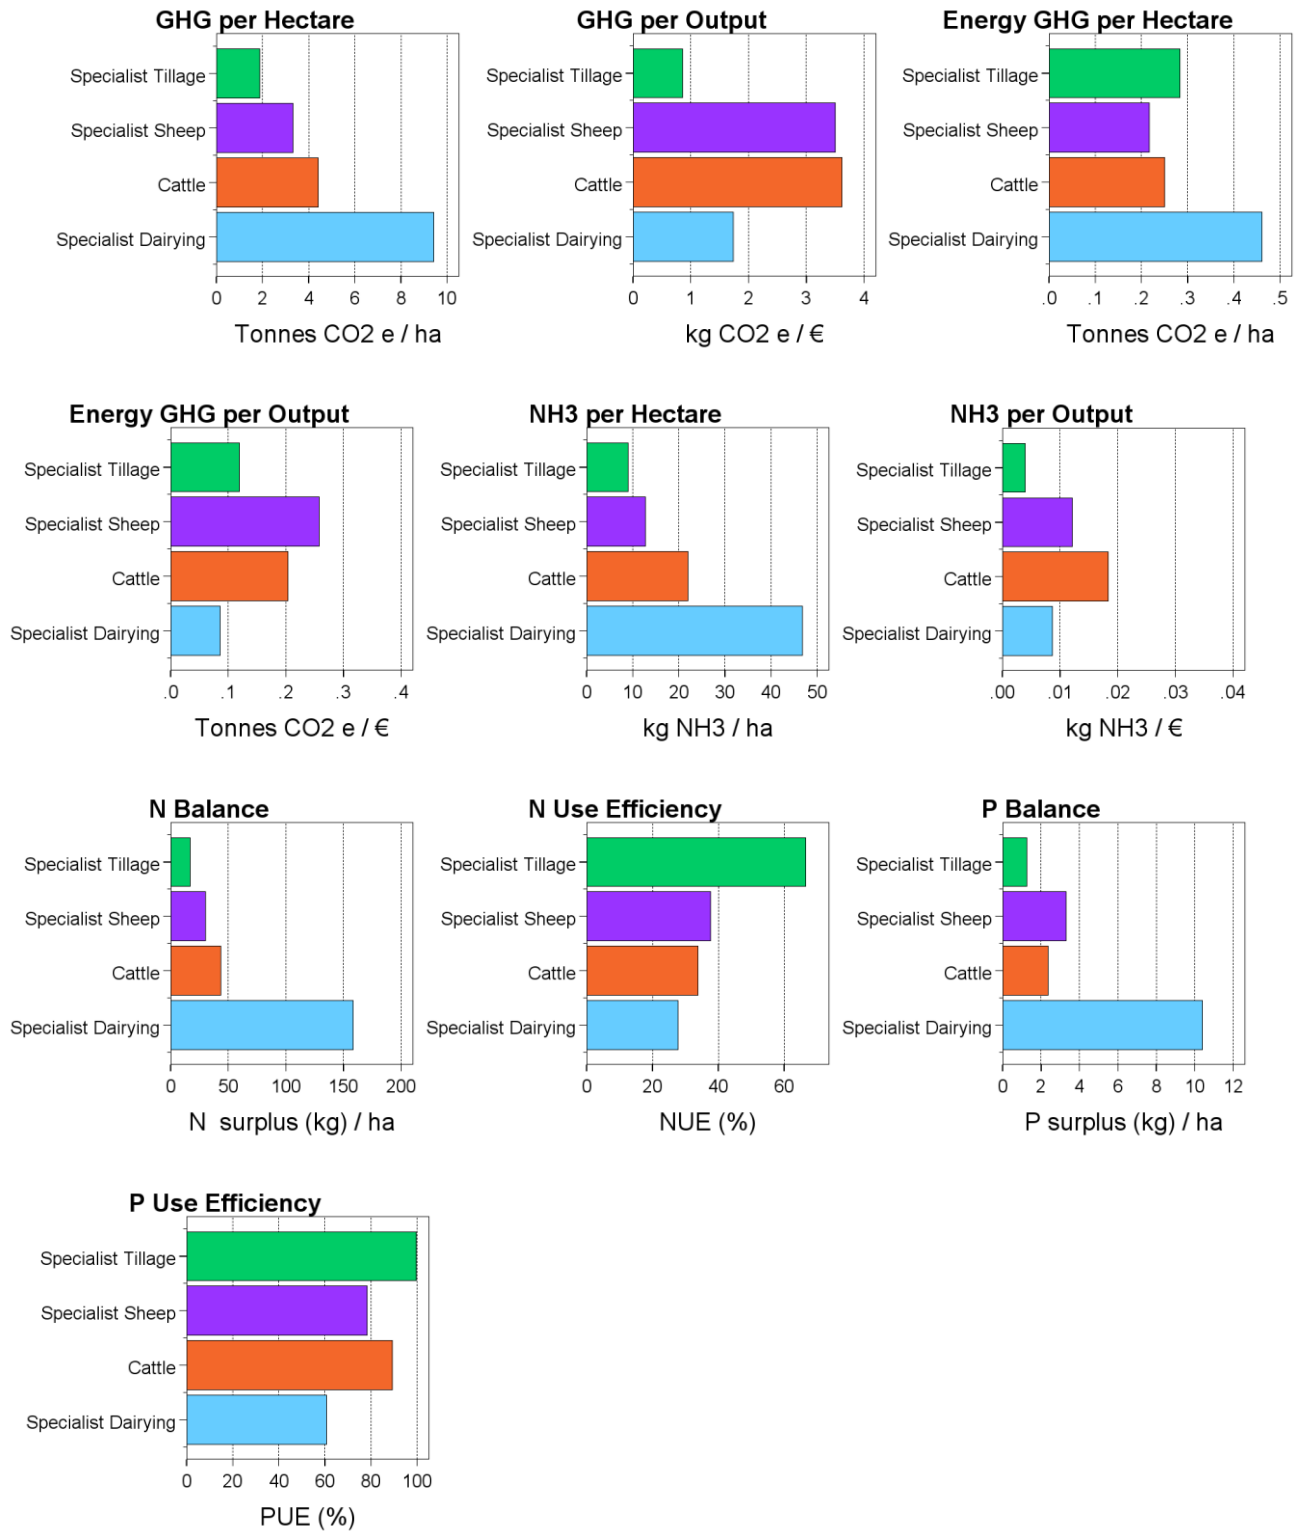 GHG per Hectare
Specialist Tillage
Specialist Sheep
Cattle
Specialist Dairying
0 2 4 6 8 10
Tonnes CO2 e / ha
GHG per Output
Specialist Tillage
Specialist Sheep
Cattle
Specialist Dairying
0 1 2 3 4
kg CO2 e / €
Energy GHG per Hectare
Specialist Tillage
Specialist Sheep
Cattle
Specialist Dairying
.0 .1 .2 .3 .4 .5
Tonnes CO2 e / ha
Energy GHG per Output
Specialist Tillage
Specialist Sheep
Cattle
Specialist Dairying
.0 .1 .2 .3 .4
Tonnes CO2 e / €
NH3 per Hectare
Specialist Tillage
Specialist Sheep
Cattle
Specialist Dairying
0 10 20 30 40 50
kg NH3 / ha
NH3 per Output
Specialist Tillage
Specialist Sheep
Cattle
Specialist Dairying
.00 .01 .02 .03 .04
kg NH3 / €
N Balance
Specialist Tillage
Specialist Sheep
Cattle
Specialist Dairying
0 50 100 150 200
N surplus (kg) / ha
N Use Efficiency
Specialist Tillage
Specialist Sheep
Cattle
Specialist Dairying
0 20 40 60
NUE (%)
P Balance
Specialist Tillage
Specialist Sheep
Cattle
Specialist Dairying
0 2 4 6 8 10 12
P surplus (kg) / ha
P Use Efficiency
Specialist Tillage
Specialist Sheep
Cattle
Specialist Dairying
0 20 40 60 80 100
PUE (%)